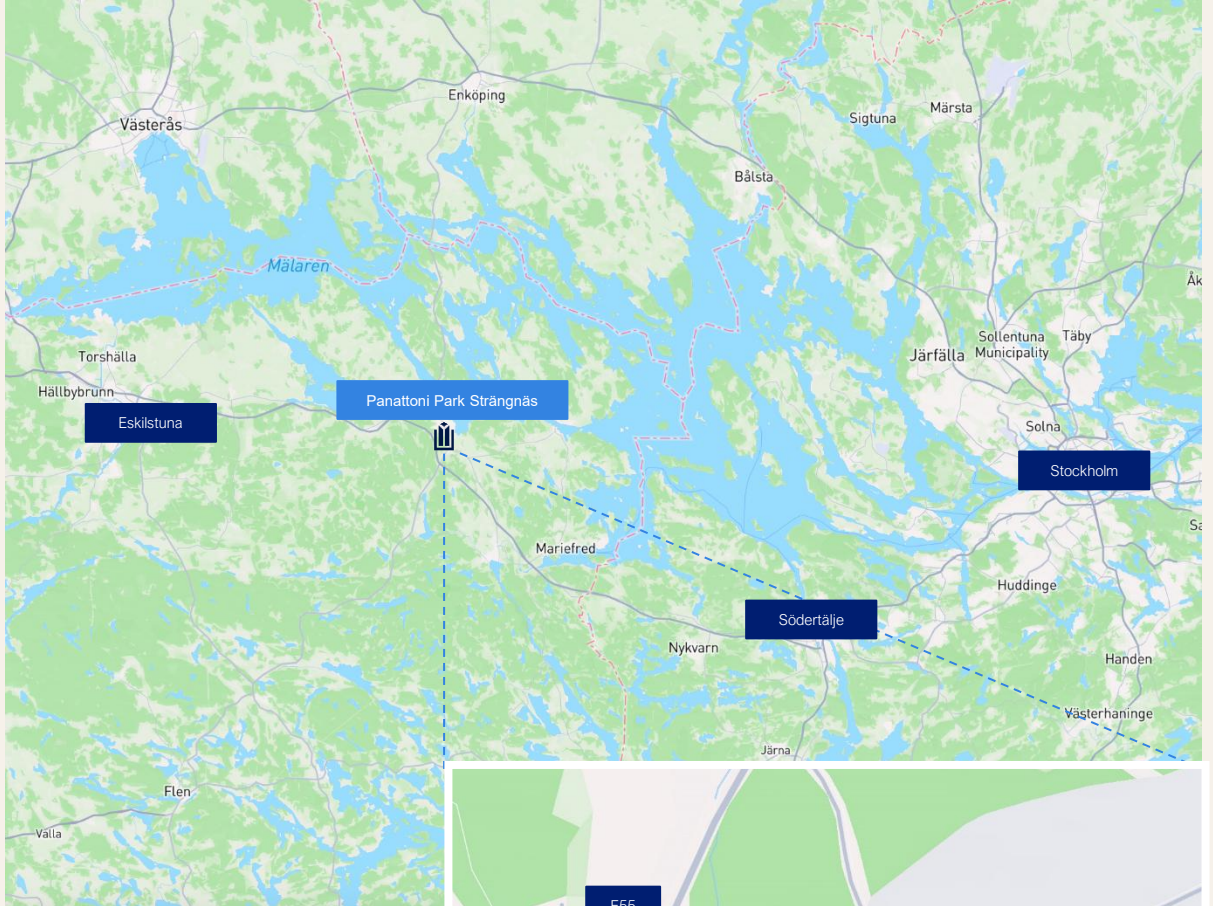 Enköping
Västerås
Sigtuna
Märsta
Bålsta
Mälaren
Torshälla
Hällbybrunn
Eskilstuna
Panattoni Park Strängnäs
Åk
Sollentuna
Municipality
Täby
Järfälla
Solna
Stockholm
Sa
Mariefred
Huddinge
Södertälje
Nykvarn
Handen
Västerhaninge
Järna
Flen
Valla
E55